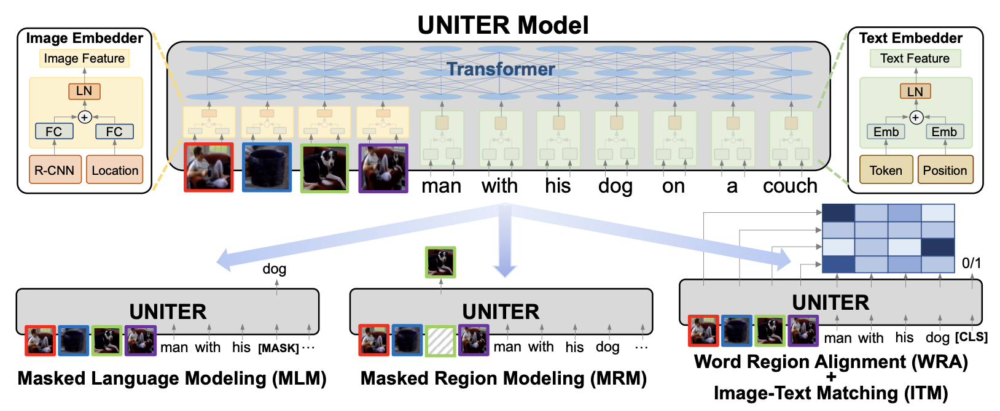 UNITER Model
Image Embedder
Image Feature
LN
+
FC
FC
R-CNN
Location
Transformer
man with his dog on a couch
Text Embedder
Text Feature
LN
+
Emb
Emb
Token
Position
dog
UNITER
man with his [MASK] ...
Masked Language Modeling (MLM)
UNITER
man with his dog ...
Masked Region Modeling (MRM)
0/1
UNITER
man with his dog [CLS]
Word Region Alignment (WRA)
+
Image-Text Matching (ITM)